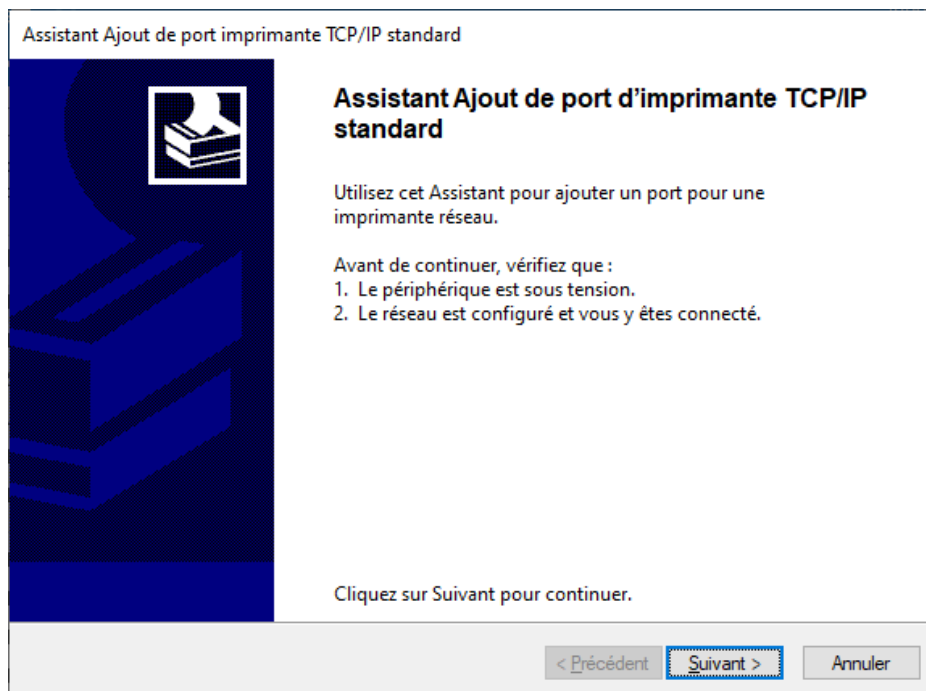 Assistant Ajout de port imprimante TCP/IP standard
Assistant Ajout de port d’imprimante TCP/IP
standard
Utilisez cet Assistant pour ajouter un port pour une
imprimante réseau.
Avant de continuer, vérifiez que :
1. Le périphérique est sous tension.
2. Le réseau est configuré et vous y êtes connecté.
Cliquez sur Suivant pour continuer.
< Précédent Suivant > Annuler